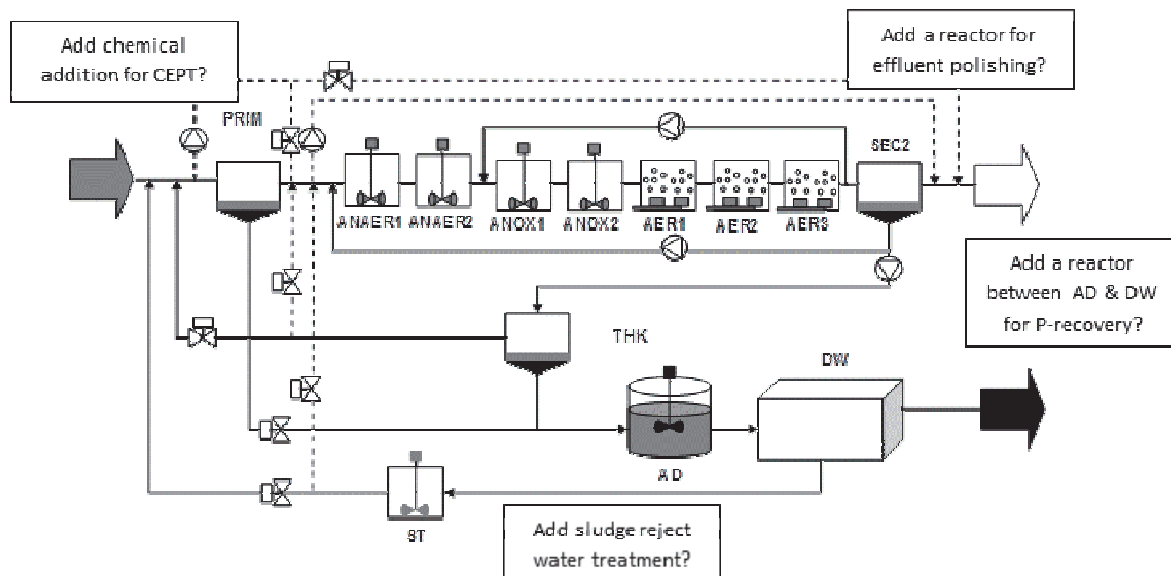 Add chemical
addition for CEPT?
Add a reactor for
effluent polishing?
PRIM
SEC2
ANAER1
ANAER2
ANOX1
ANOX2
AER1
AER2
AER3
Add a reactor
between AD & DW
for P-recovery?
THK
DW
AD
ST
Add sludge reject
water treatment?